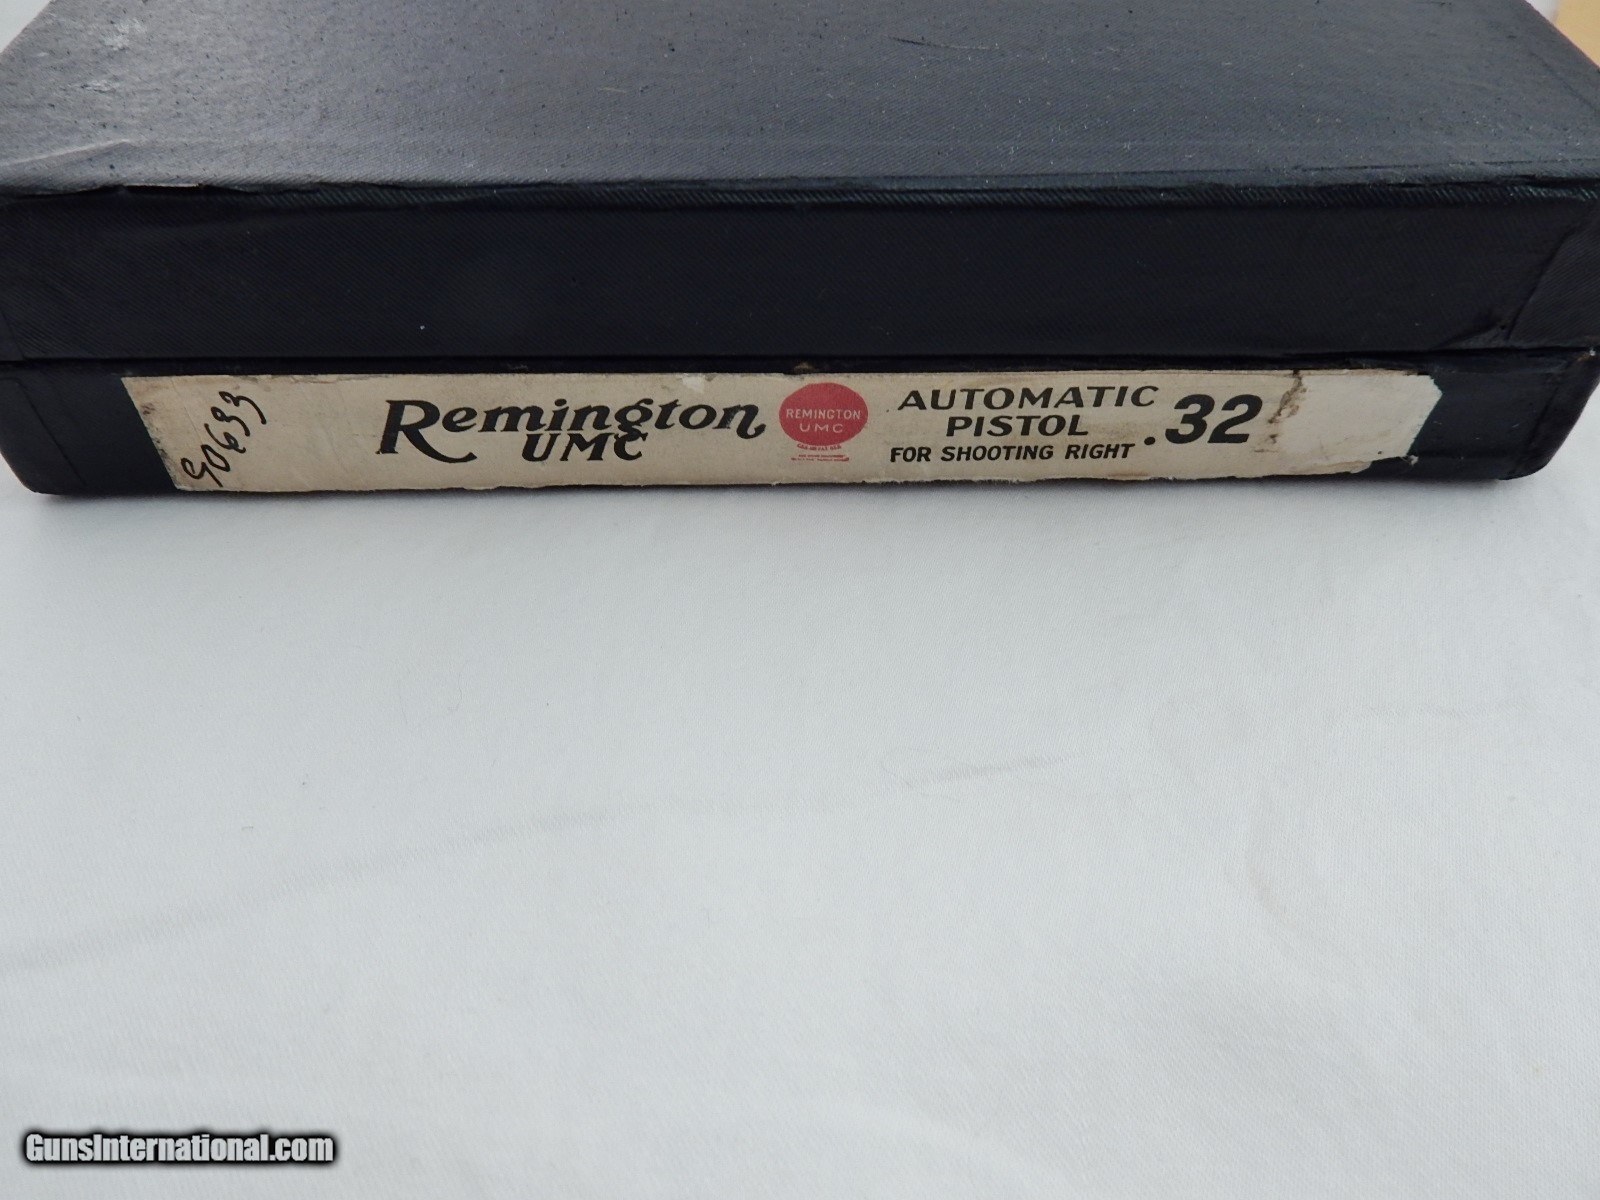 90633
Remington
UMC
REMINGTON
UMC
AUTOMATIC
PISTOL
FOR SHOOTING RIGHT
.32
GunsInternational.com